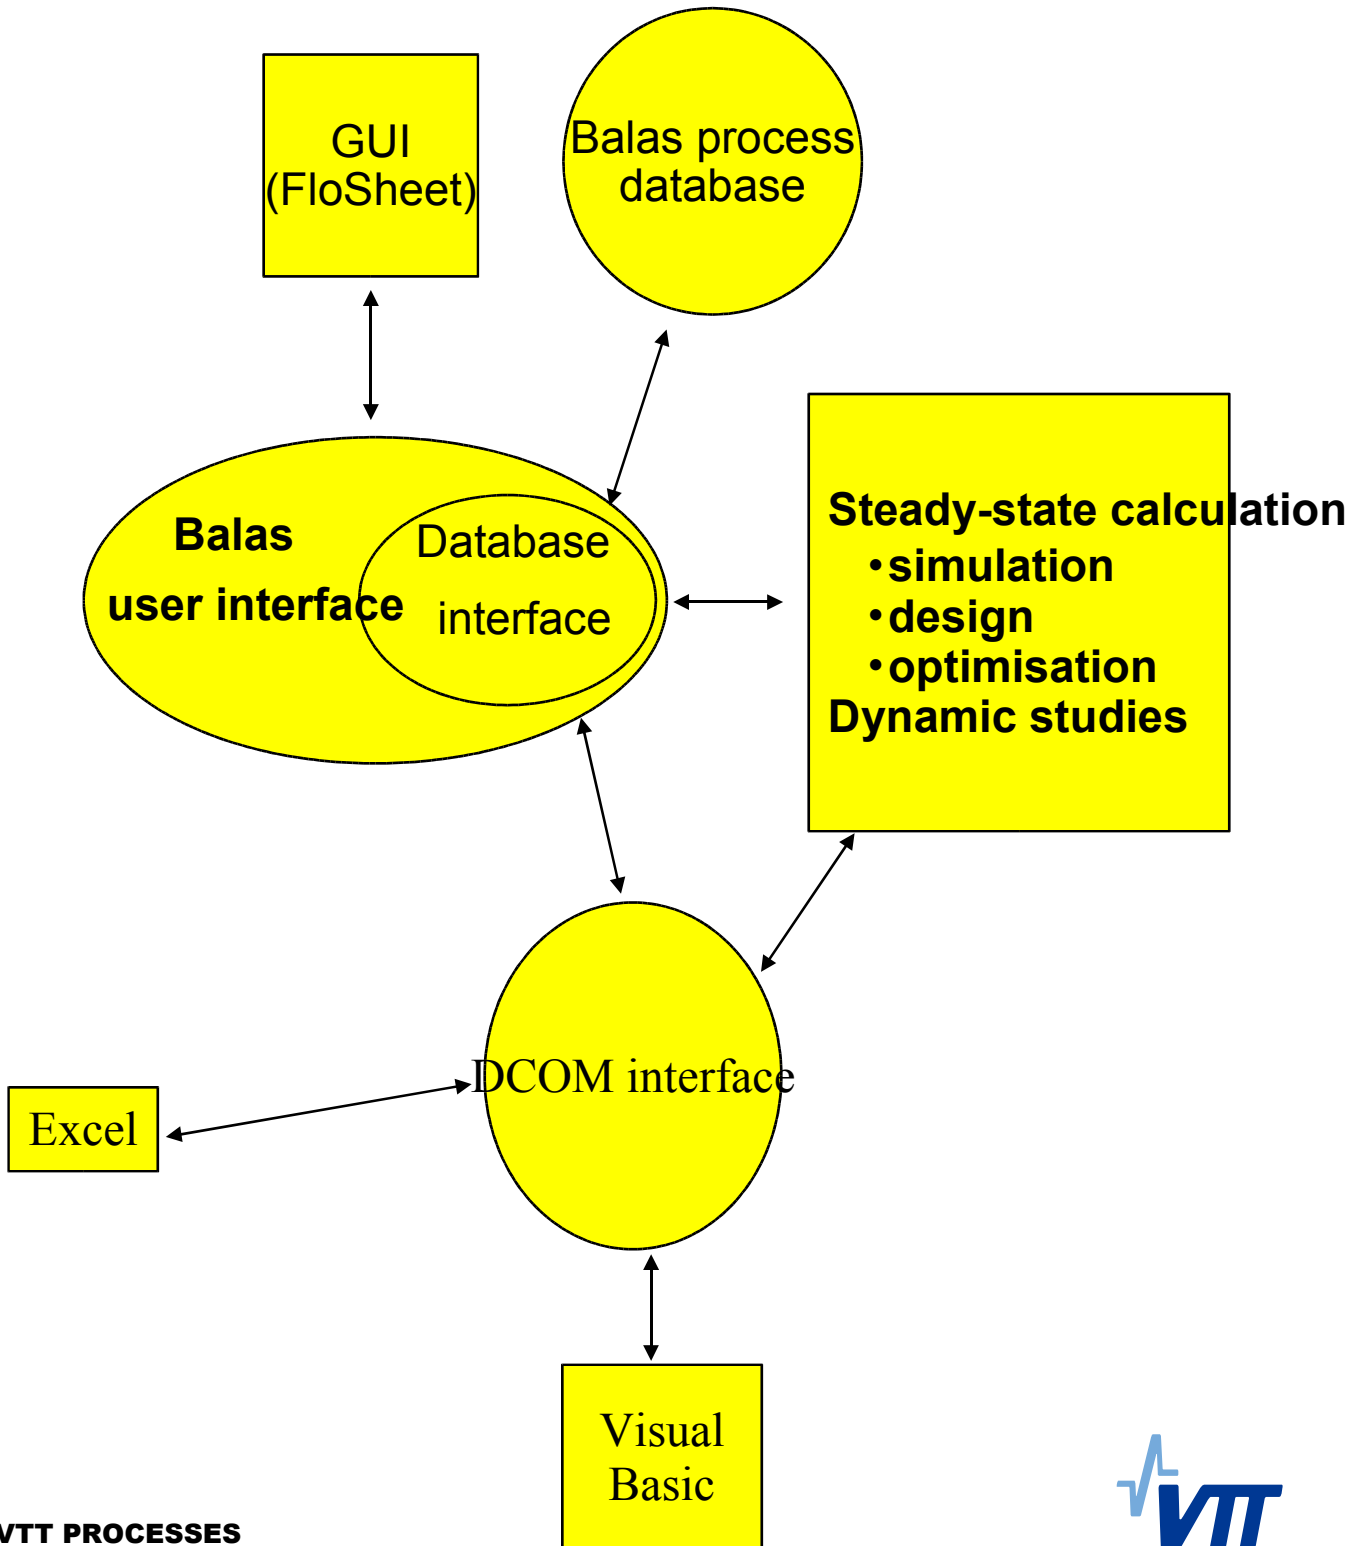 GUI
(FloSheet)
Balas process
database
Balas
user interface
Database
interface
Steady-state calculation
•simulation
•design
•optimisation
Dynamic studies
DCOM interface
Excel
Visual
Basic
VTT PROCESSES
VTT